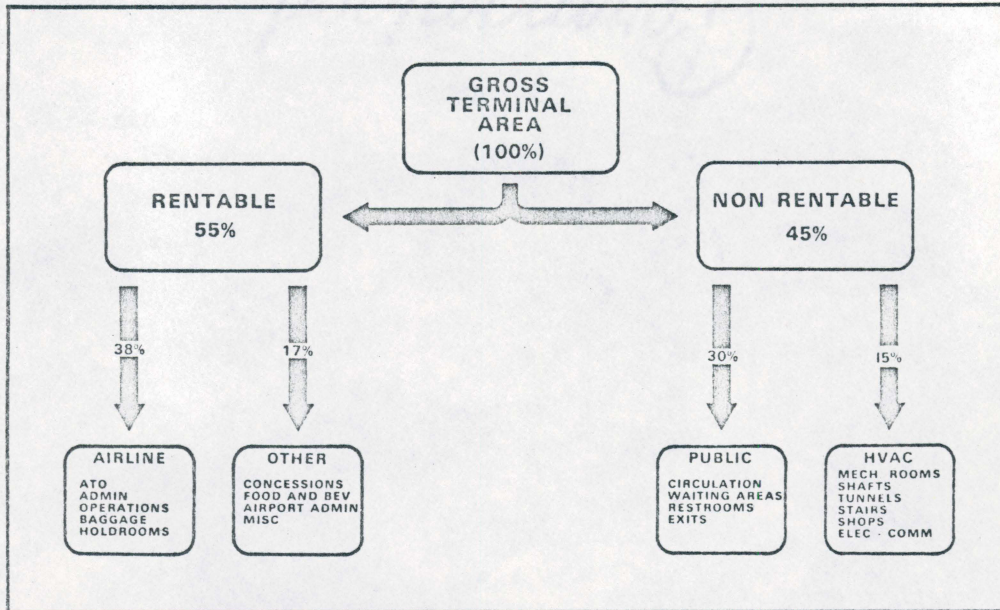 GROSS
TERMINAL
AREA
(100%)
RENTABLE
55%
NON RENTABLE
45%
38%
17%
30%
15%
AIRLINE
ATO
ADMIN
OPERATIONS
BAGGAGE
HOLDROOMS
OTHER
CONCESSIONS
FOOD AND BEV
AIRPORT ADMIN
MISC
PUBLIC
CIRCULATION
WAITING AREAS
RESTROOMS
EXITS
HVAC
MECH ROOMS
SHAFTS
TUNNELS
STAIRS
SHOPS
ELEC - COMM